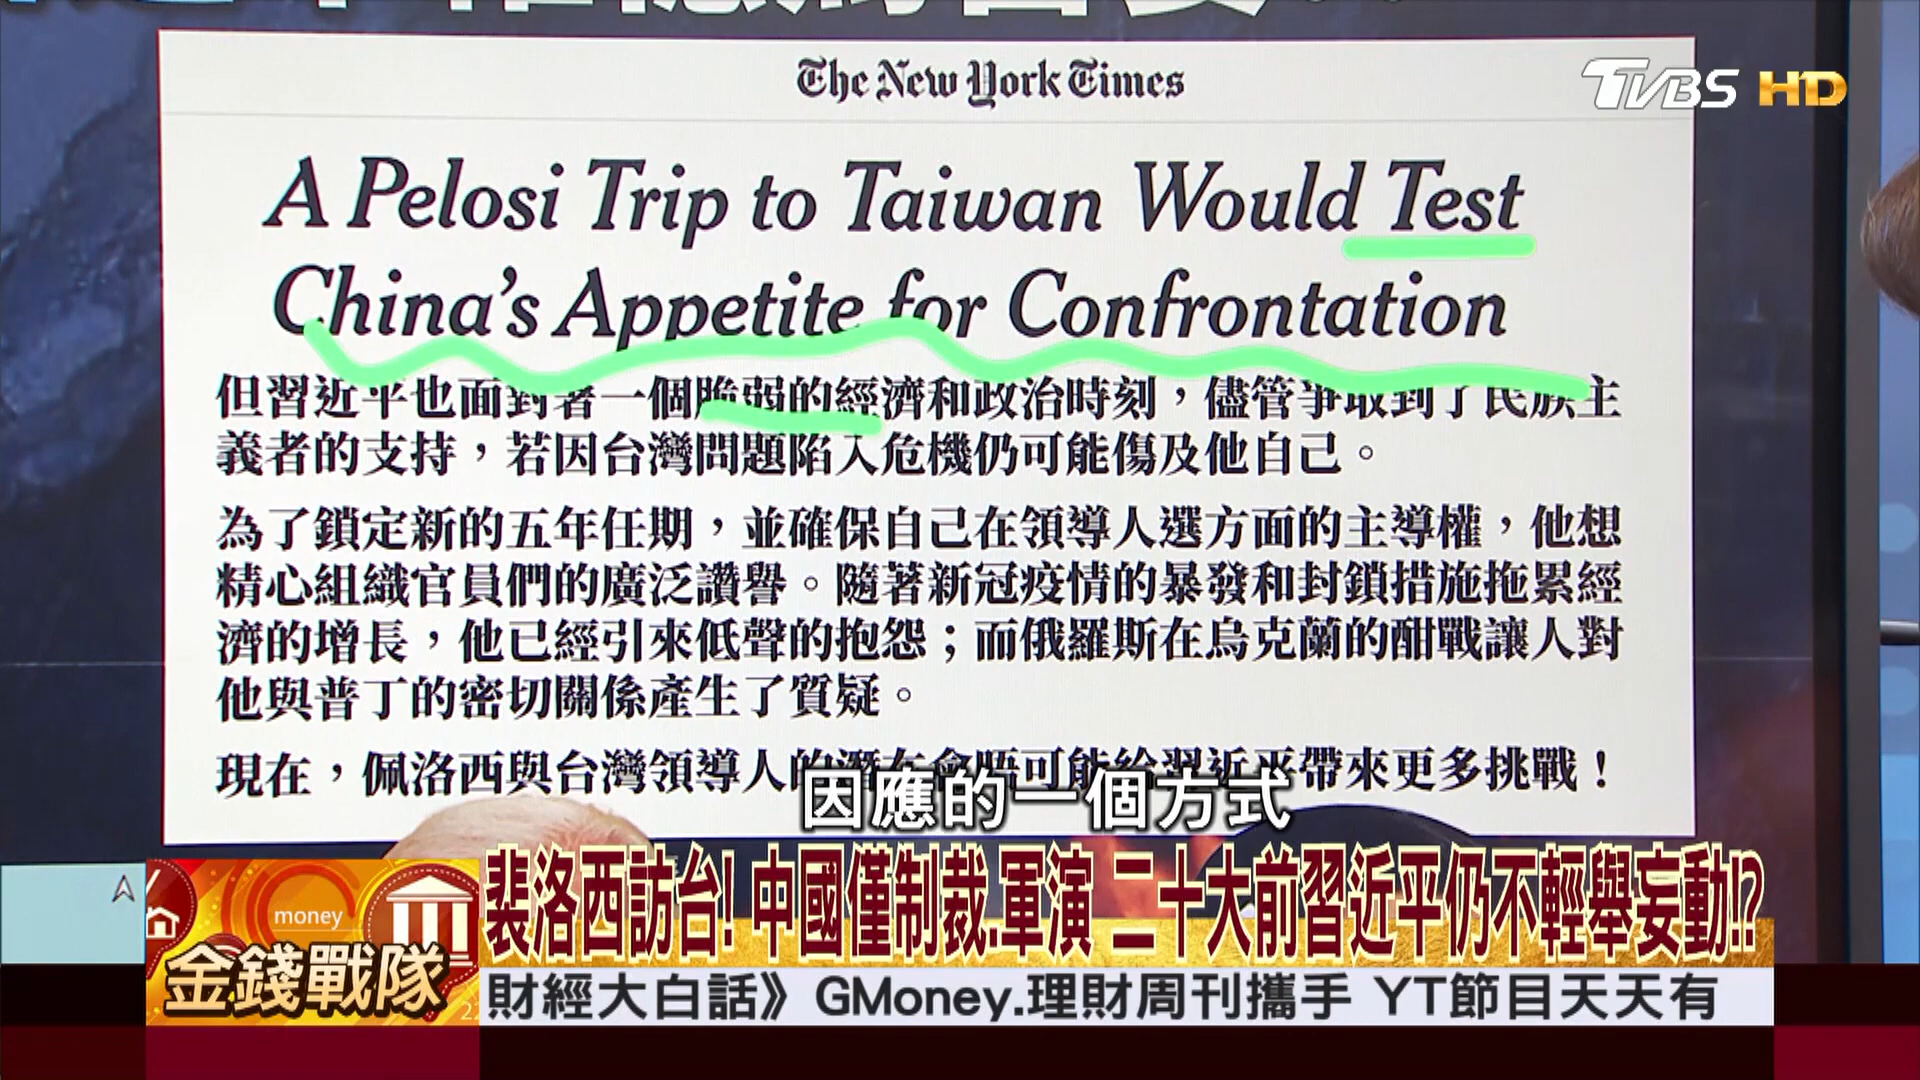 The New York Times
TVBS HD
A Pelosi Trip to Taiwan Would Test
China's Appetite for Confrontation
但習近平也面對著一個脆弱的經濟和政治時刻，儘管爭取到了民族主
義者的支持，若因台灣問題陷入危機仍可能傷及他自己。
為了鎖定新的五年任期，並確保自己在領導人選方面的主導權，他想
精心組織官員們的廣泛讚譽。隨著新冠疫情的暴發和封鎖措施拖累經
濟的增長，他已經引來低聲的抱怨；而俄羅斯在烏克蘭的酣戰讓人對
他與普丁的密切關係產生了質疑。
現在，佩洛西與台灣領導人的潛在會晤可能給習近平帶來更多挑戰！
因應的一個方式
裴洛西訪台! 中國僅制裁.軍演 二十大前習近平仍不輕舉妄動!?
money
金錢戰隊
財經大白話》GMoney.理財周刊攜手 YT節目天天有